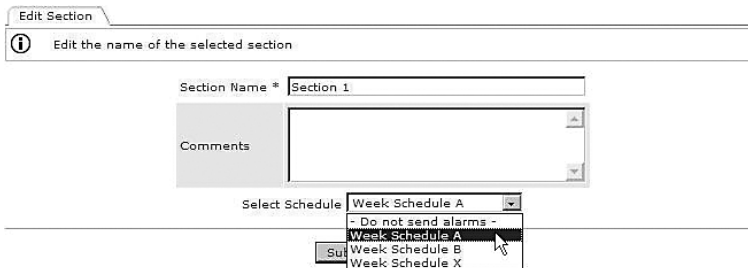 Edit Section
Edit the name of the selected section
Section Name * Section 1
Comments
Select Schedule Week Schedule A
- Do not send alarms -
Week Schedule A
Week Schedule B
Week Schedule X